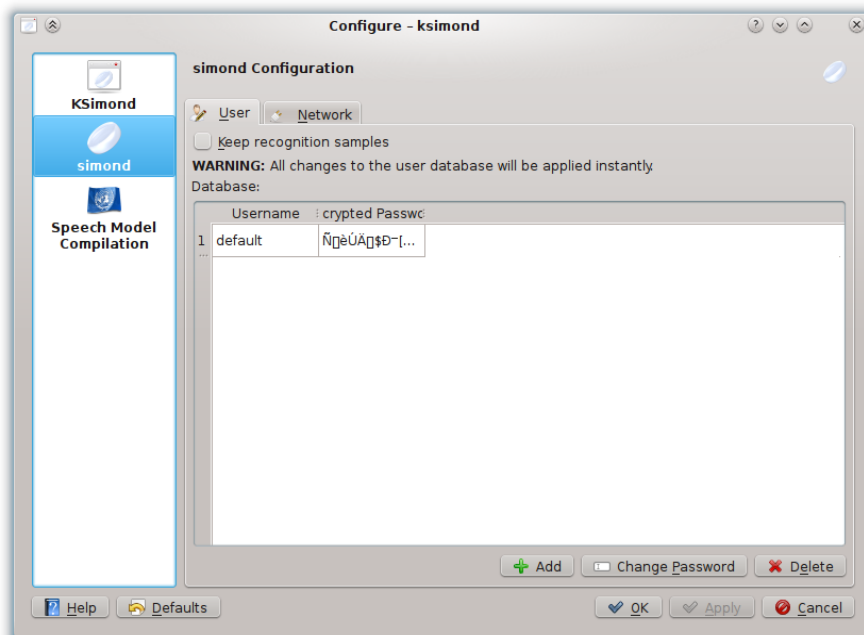 Configure – ksimond
KSimond
simond
Speech Model
Compilation
simond Configuration
User
Network
Keep recognition samples
WARNING: All changes to the user database will be applied instantly.
Database:
Username
crypted Passwo
1 default
Add
Change Password
Delete
Help
Defaults
OK
Apply
Cancel